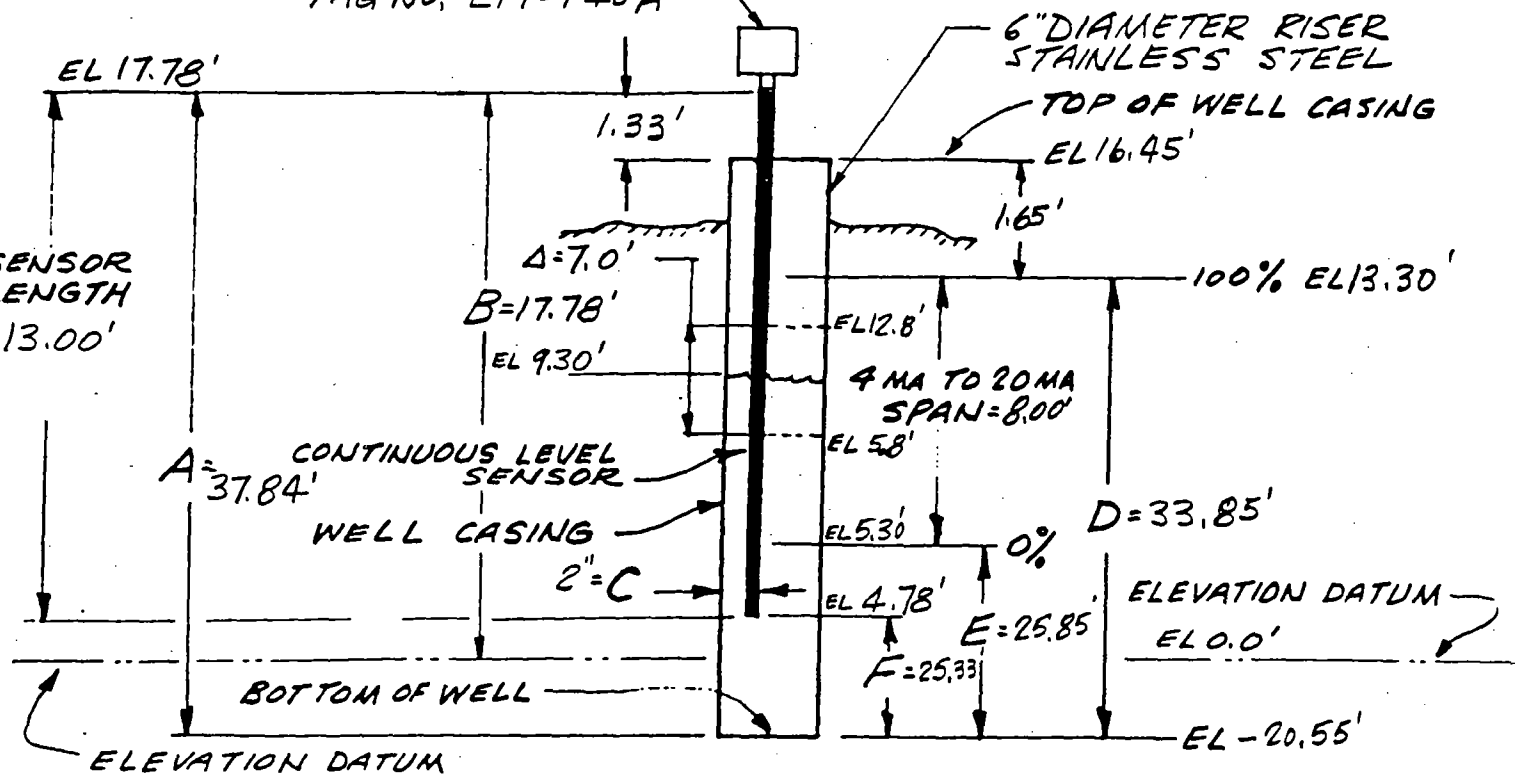 TAG NO. LIT-740A
6"DIAMETER RISER
STAINLESS STEEL
EL 17.78'
TOP OF WELL CASING
EL 16.45'
1.33'
1.65'
SENSOR
LENGTH
13.00'
Δ=7.0'
B=17.78'
100% EL 13.30'
EL 12.8'
EL 9.30'
4 MA TO 20 MA
SPAN=8.00'
EL 5.8'
CONTINUOUS LEVEL
SENSOR
A=
37.84'
D=33.85'
WELL CASING
EL 5.30'
0%
2"=C
EL 4.78'
E=25.85'
ELEVATION DATUM
EL 0.0'
F=25.33'
BOTTOM OF WELL
EL -20.55'
ELEVATION DATUM